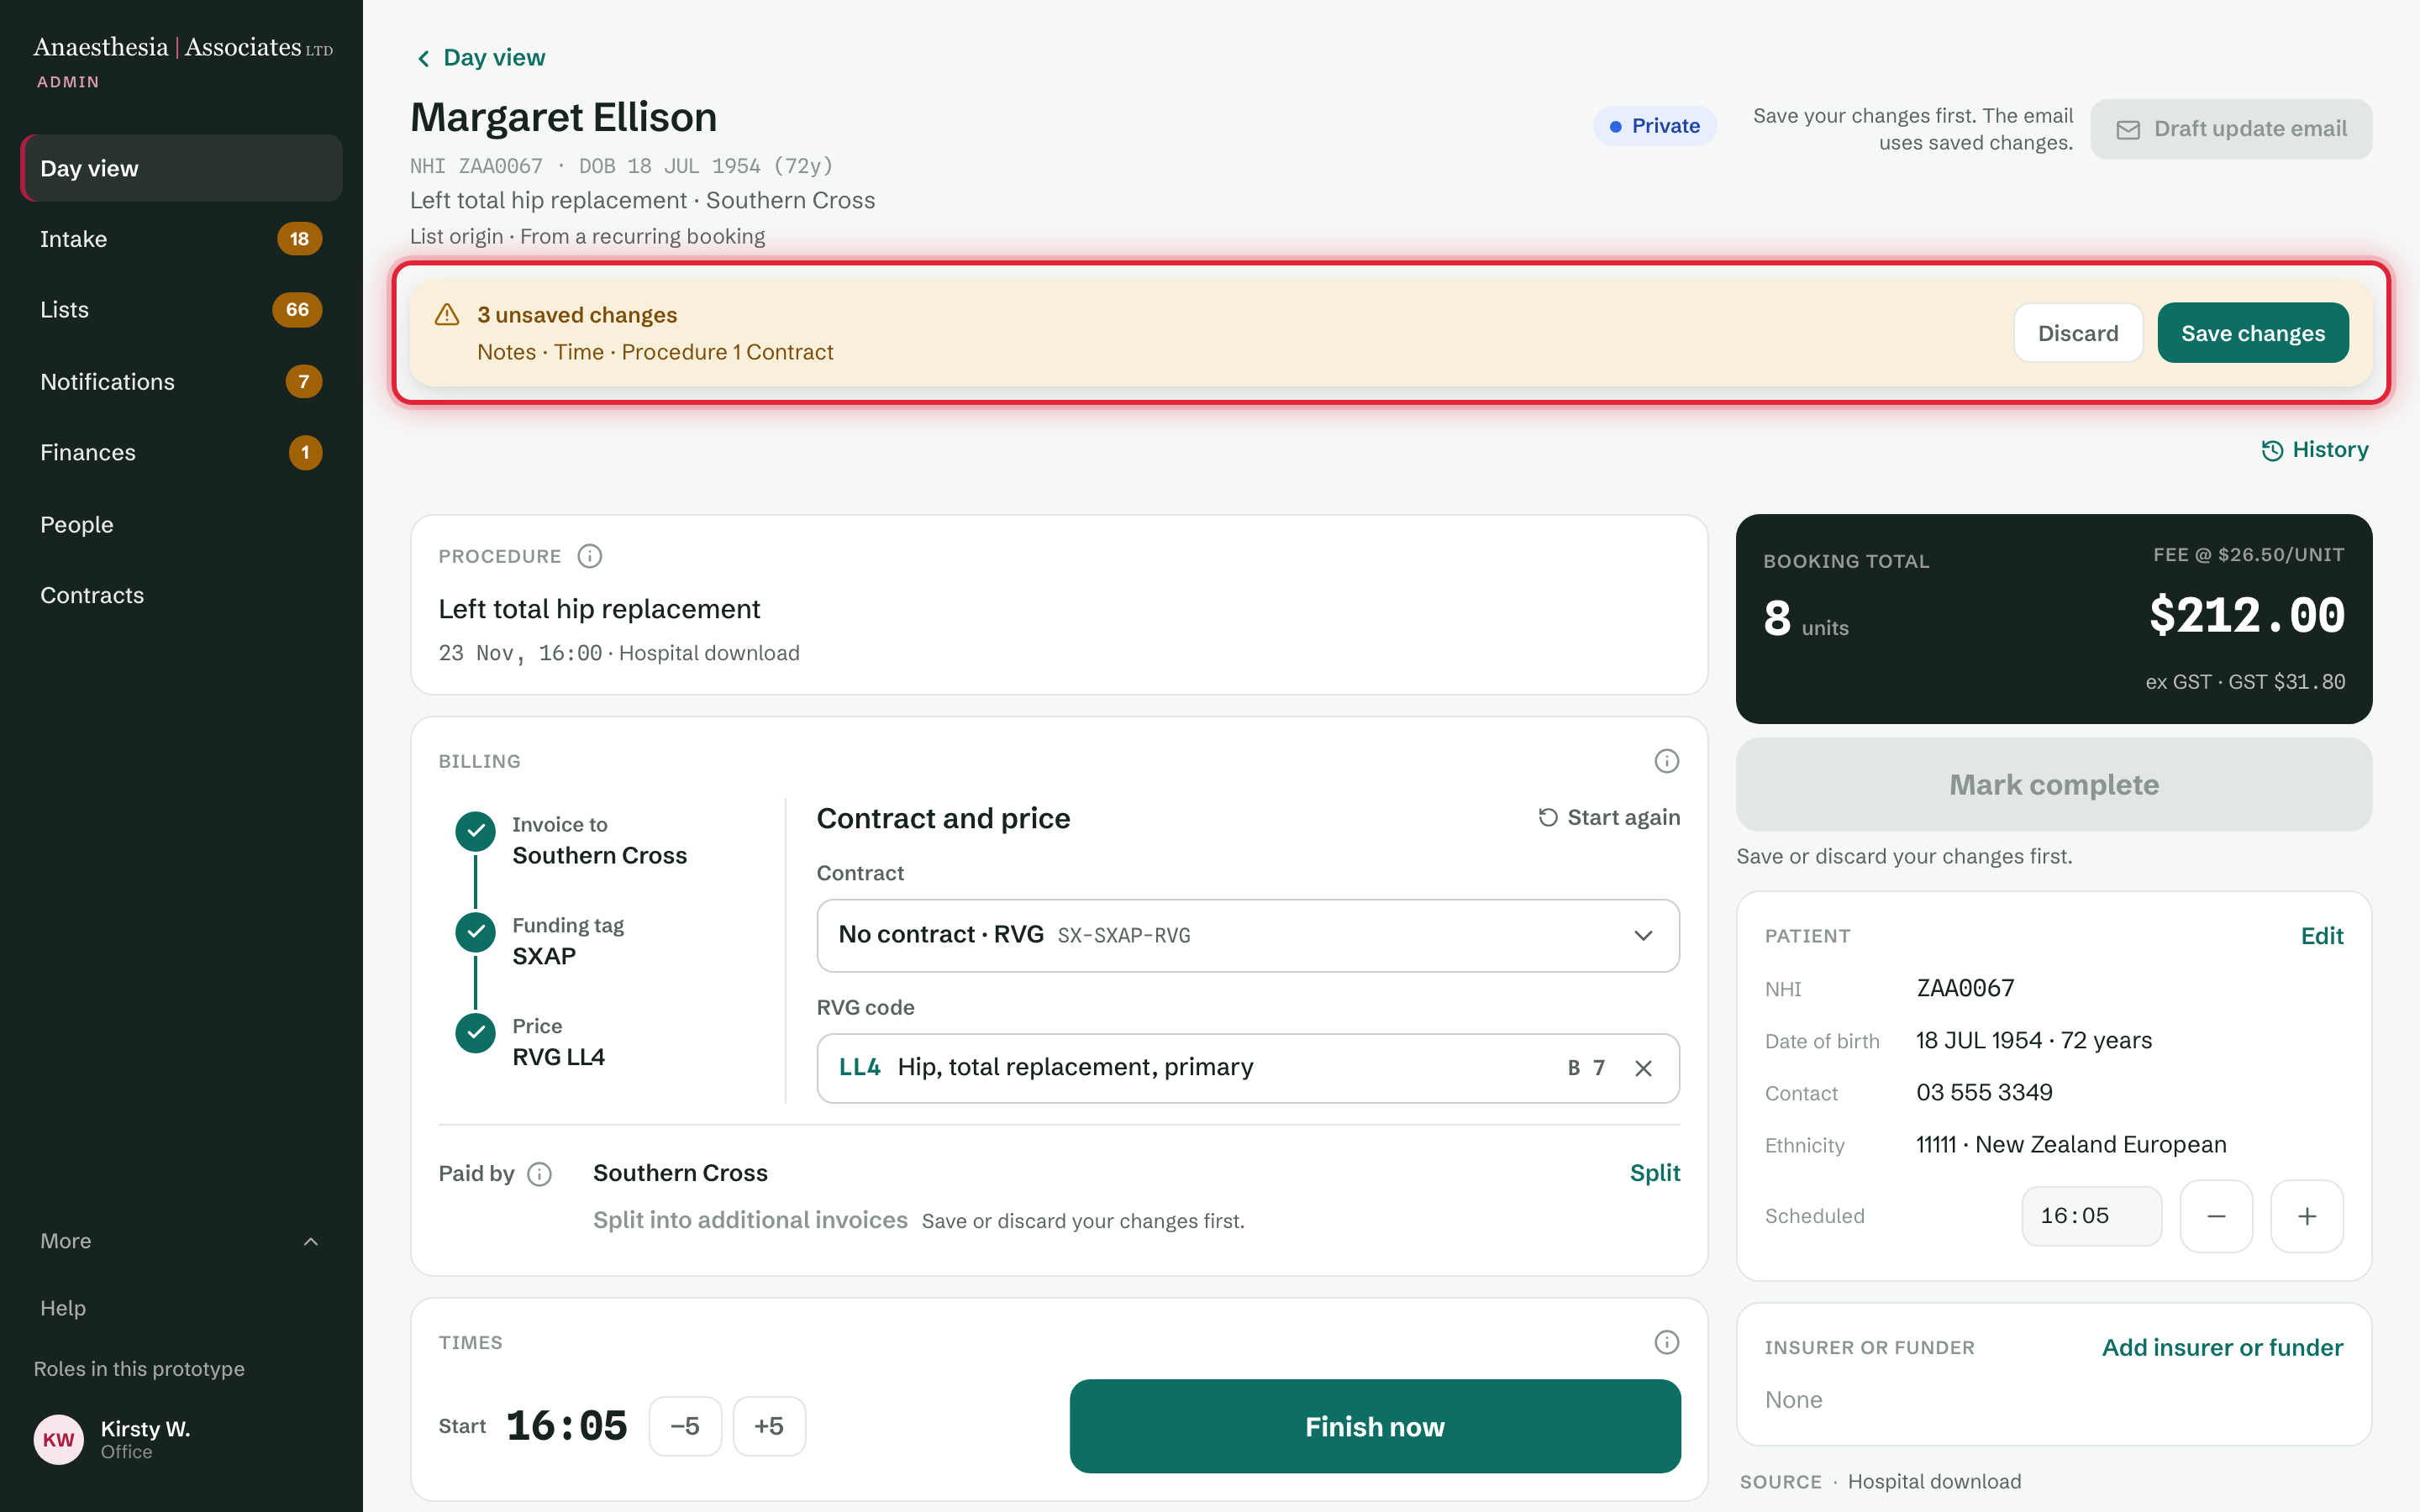 Anaesthesia | Associates LTD
ADMIN
Day view
Intake 18
Lists 66
Notifications 7
Finances 1
People
Contracts
More
Help
Roles in this prototype
KW
Kirsty W.
Office
Day view
Margaret Ellison
NHI ZAA0067 · DOB 18 JUL 1954 (72y)
Left total hip replacement · Southern Cross
List origin · From a recurring booking
Private
Save your changes first. The email
uses saved changes.
Draft update email
3 unsaved changes
Notes · Time · Procedure 1 Contract
Discard
Save changes
History
PROCEDURE
Left total hip replacement
23 Nov, 16:00 · Hospital download
BILLING
Invoice to
Southern Cross
Funding tag
SXAP
Price
RVG LL4
Contract and price
Start again
Contract
No contract · RVG SX-SXAP-RVG
RVG code
LL4 Hip, total replacement, primary B 7
Paid by
Southern Cross
Split
Split into additional invoices Save or discard your changes first.
TIMES
Start 16:05 −5 +5
Finish now
BOOKING TOTAL
8 units
FEE @ $26.50/UNIT
$212.00
ex GST · GST $31.80
Mark complete
Save or discard your changes first.
PATIENT
Edit
NHI ZAA0067
Date of birth 18 JUL 1954 · 72 years
Contact 03 555 3349
Ethnicity 11111 · New Zealand European
Scheduled 16:05 − +
INSURER OR FUNDER
Add insurer or funder
None
SOURCE · Hospital download